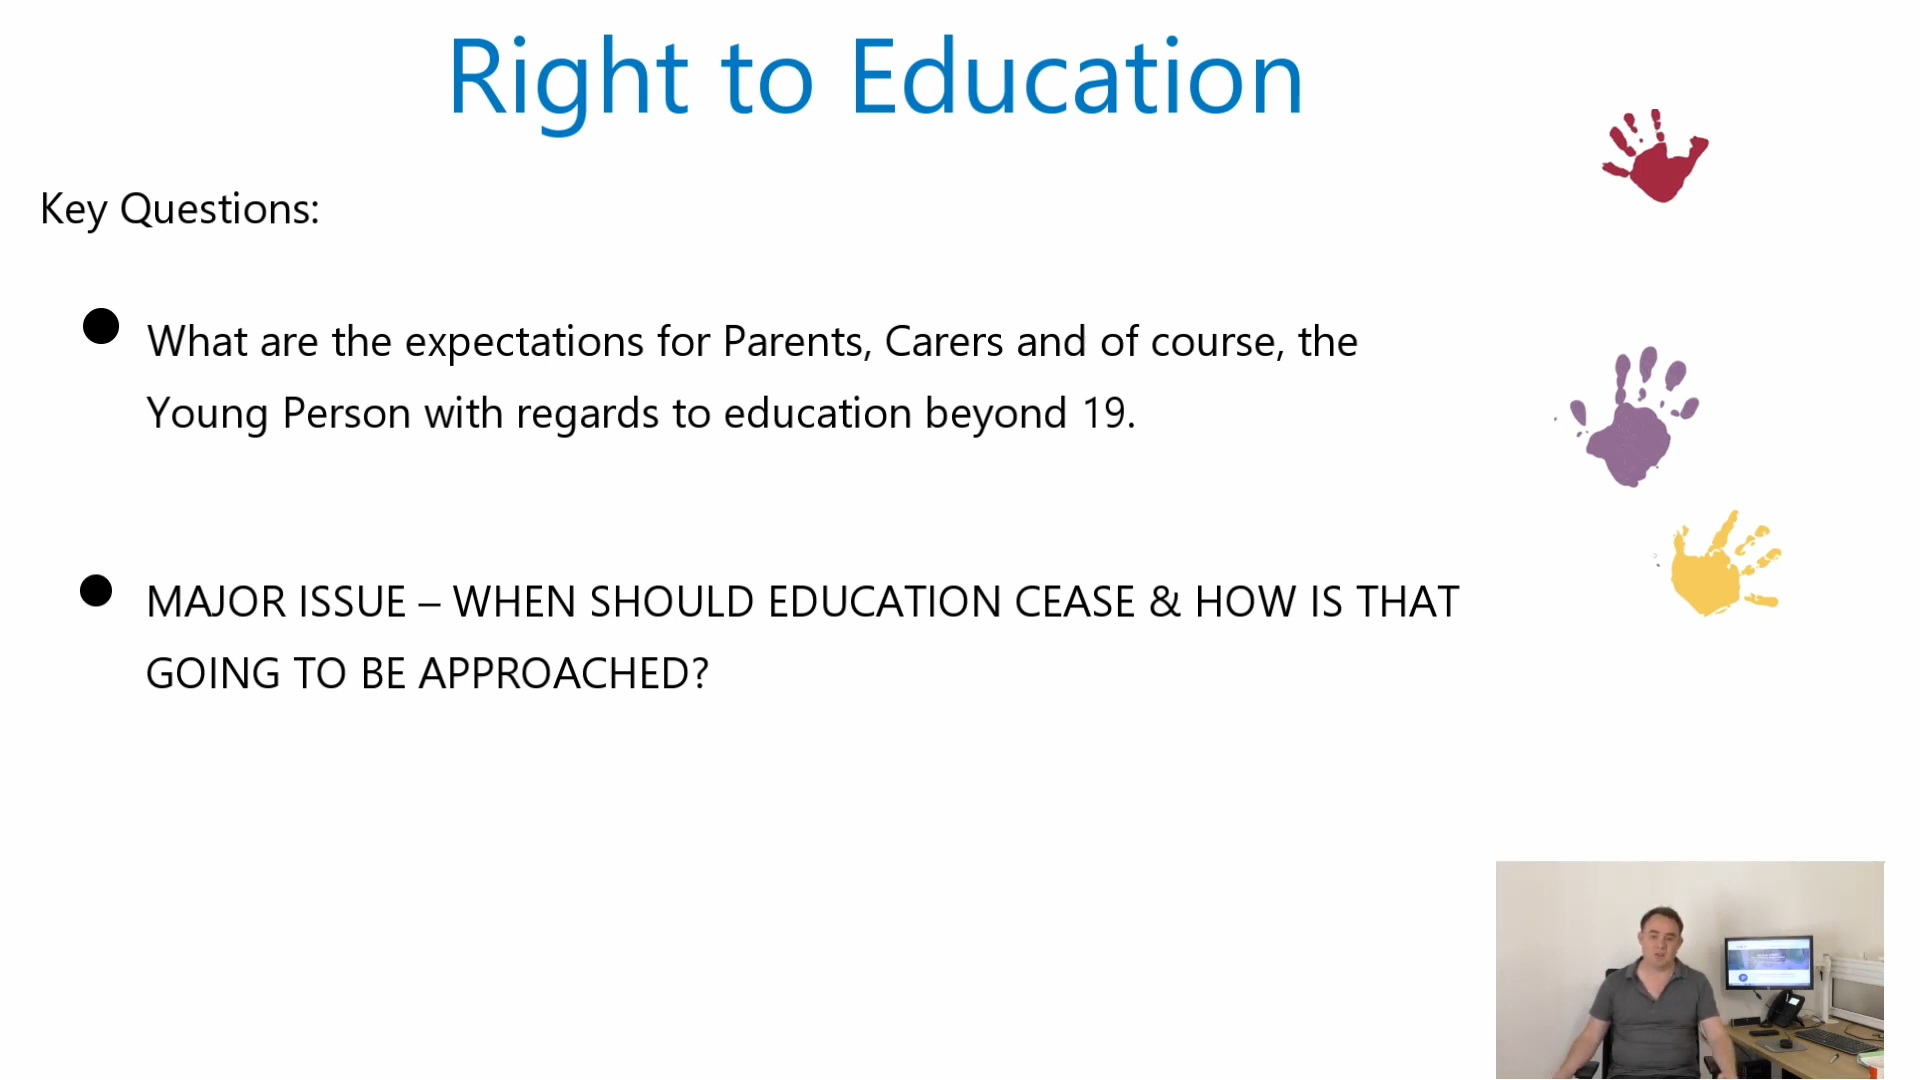 Right to Education
Key Questions:
What are the expectations for Parents, Carers and of course, the
Young Person with regards to education beyond 19.
MAJOR ISSUE – WHEN SHOULD EDUCATION CEASE & HOW IS THAT
GOING TO BE APPROACHED?